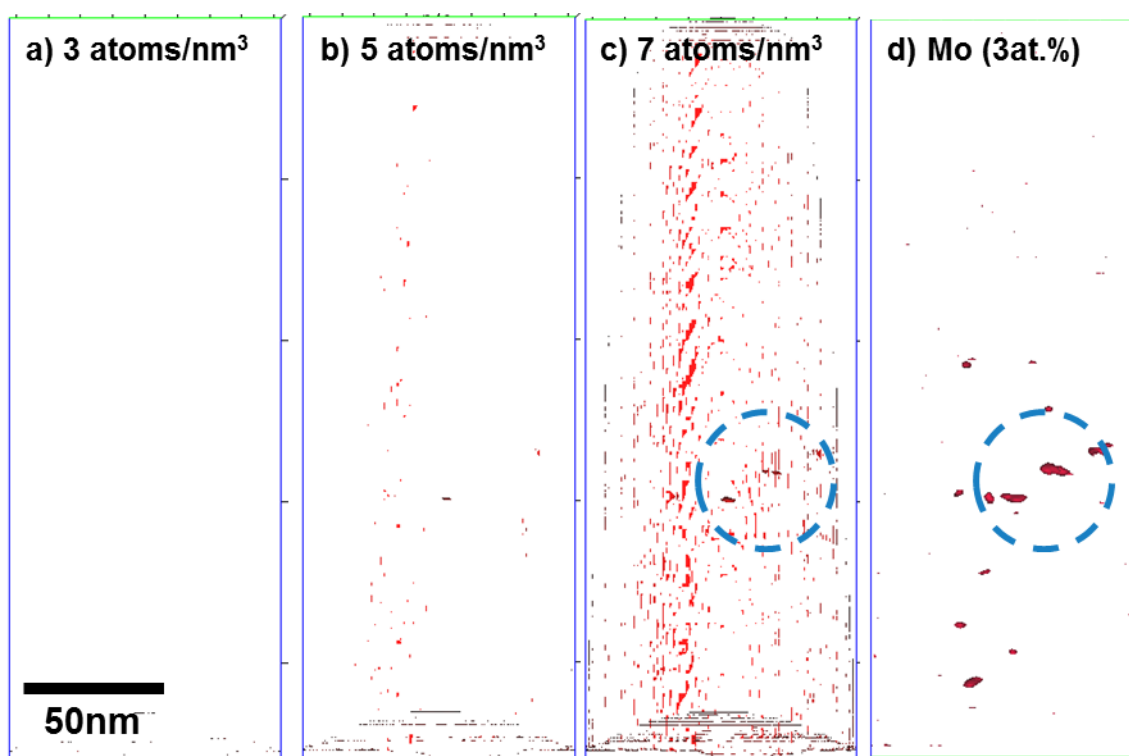 a) 3 atoms/nm³
b) 5 atoms/nm³
c) 7 atoms/nm³
d) Mo (3at.%)
50nm